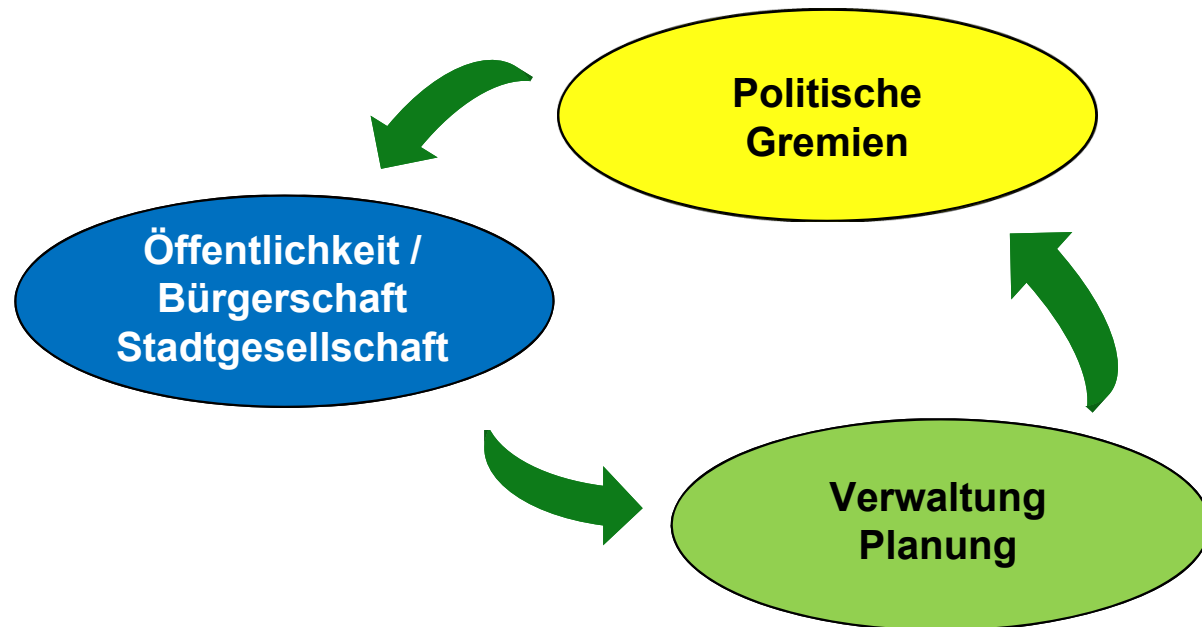 Politische
Gremien
Öffentlichkeit /
Bürgerschaft
Stadtgesellschaft
Verwaltung
Planung